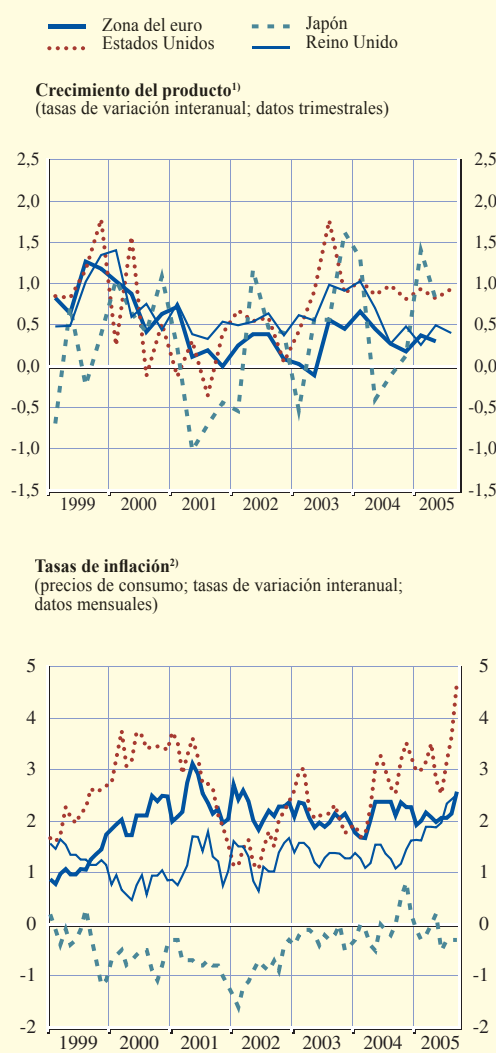 Zona del euro Japón
Estados Unidos Reino Unido
Crecimiento del producto1)
(tasas de variación interanual; datos trimestrales)
2,5 2,5
2,0 2,0
1,5 1,5
1,0 1,0
0,5 0,5
0,0 0,0
-0,5 -0,5
-1,0 -1,0
-1,5 -1,5
1999 2000 2001 2002 2003 2004 2005
Tasas de inflación2)
(precios de consumo; tasas de variación interanual;
datos mensuales)
5 5
4 4
3 3
2 2
1 1
0 0
-1 -1
-2 -2
1999 2000 2001 2002 2003 2004 2005